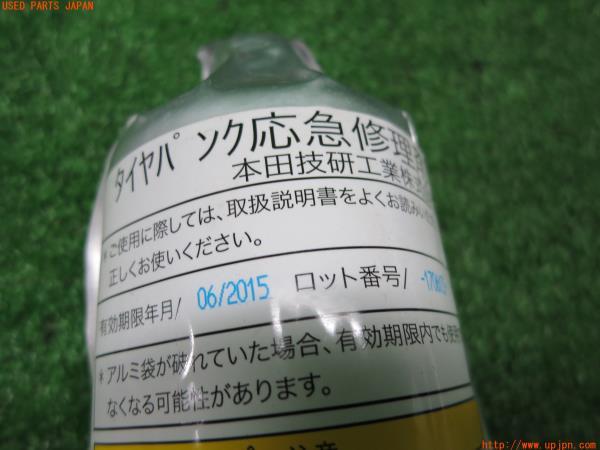 USED PARTS JAPAN
タイヤパンク応急修理
本田技研工業株
*ご使用に際しては、取扱説明書をよくお読み
正しくお使いください。
有効期限年月/ 06/2015 ロット番号/
*アルミ袋が破れていた場合、有効期限内でも使
なくなる可能性があります。
(c) UPJ http://www.upjpn.com